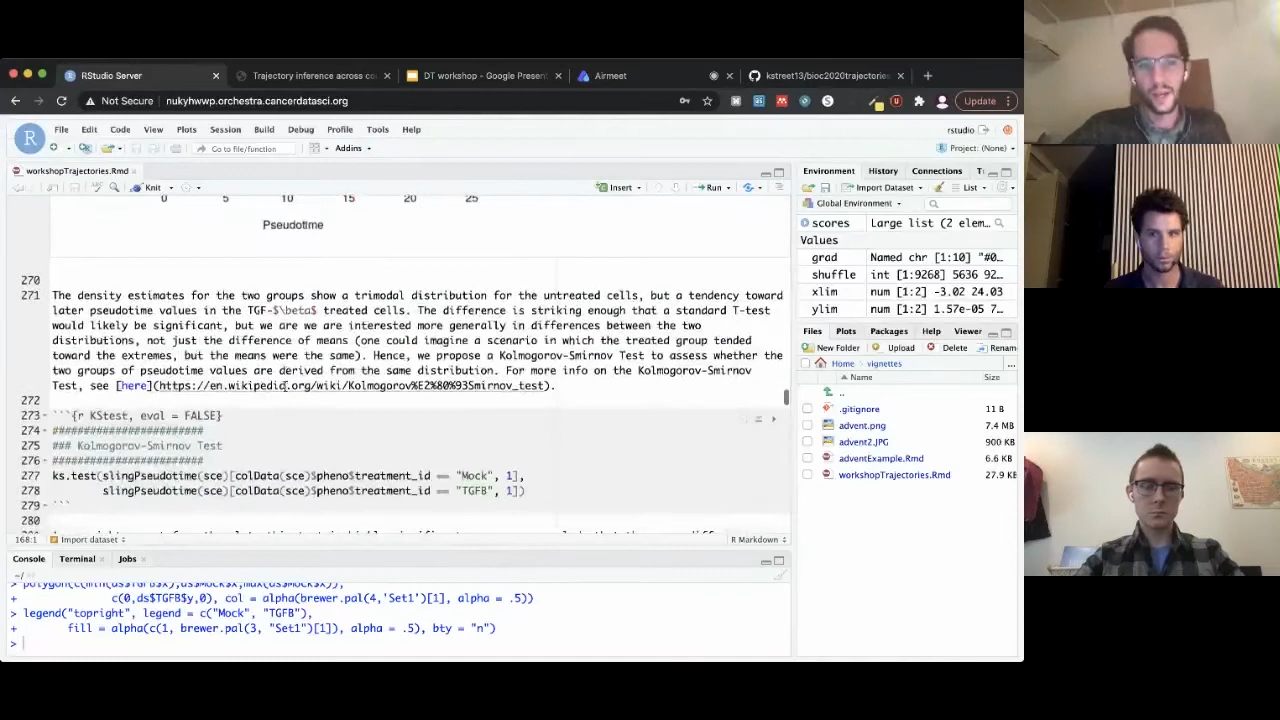 RStudio Server
Trajectory inference across co
DT workshop - Google Present
Airmeet
kstreet13/bioc2020trajectories
Not Secure
nukyhwwp.orchestra.cancerdatasci.org
Update
File Edit Code View Plots Session Build Debug Profile Tools Help
rstudio
Go to file/function
Addins
Project: (None)
workshopTrajectories.Rmd
Knit
Insert
Run
0 5 10 15 20 25
Pseudotime
270
271 The density estimates for the two groups show a trimodal distribution for the untreated cells, but a tendency toward
later pseudotime values in the TGF-$\beta$ treated cells. The difference is striking enough that a standard T-test
would likely be significant, but we are we are interested more generally in differences between the two
distributions, not just the difference of means (one could imagine a scenario in which the treated group tended
toward the extremes, but the means were the same). Hence, we propose a Kolmogorov-Smirnov Test to assess whether the
two groups of pseudotime values are derived from the same distribution. For more info on the Kolmogorov-Smirnov
Test, see [here](https://en.wikipedia.org/wiki/Kolmogorov%E2%80%93Smirnov_test).
272
273 ```{r KStest, eval = FALSE}
274 ########################
275 ### Kolmogorov-Smirnov Test
276 ########################
277 ks.test(slingPseudotime(sce)[colData(sce)$pheno$treatment_id == "Mock", 1],
278 slingPseudotime(sce)[colData(sce)$pheno$treatment_id == "TGFB", 1])
279 ```
280
168:1 Import dataset
R Markdown
Console Terminal Jobs
~/
> polygon(c(min(ds$TGFB$x),ds$Mock$x,max(ds$Mock$x)),
+ c(0,ds$TGFB$y,0), col = alpha(brewer.pal(4,'Set1')[1], alpha = .5))
> legend("topright", legend = c("Mock", "TGFB"),
+ fill = alpha(c(1, brewer.pal(3, "Set1")[1]), alpha = .5), bty = "n")
>
Environment History Connections
Import Dataset
List
Global Environment
scores Large list (2 elem…
Values
grad Named chr [1:10] "#0…
shuffle int [1:9268] 5636 92…
xlim num [1:2] -3.02 24.03
ylim num [1:2] 1.57e-05 7…
Files Plots Packages Help Viewer
New Folder Upload Delete Renam
Home vignettes ...
Name Size
..
.gitignore 11 B
advent.png 7.4 MB
advent2.JPG 900 KB
adventExample.Rmd 6.6 KB
workshopTrajectories.Rmd 27.9 K